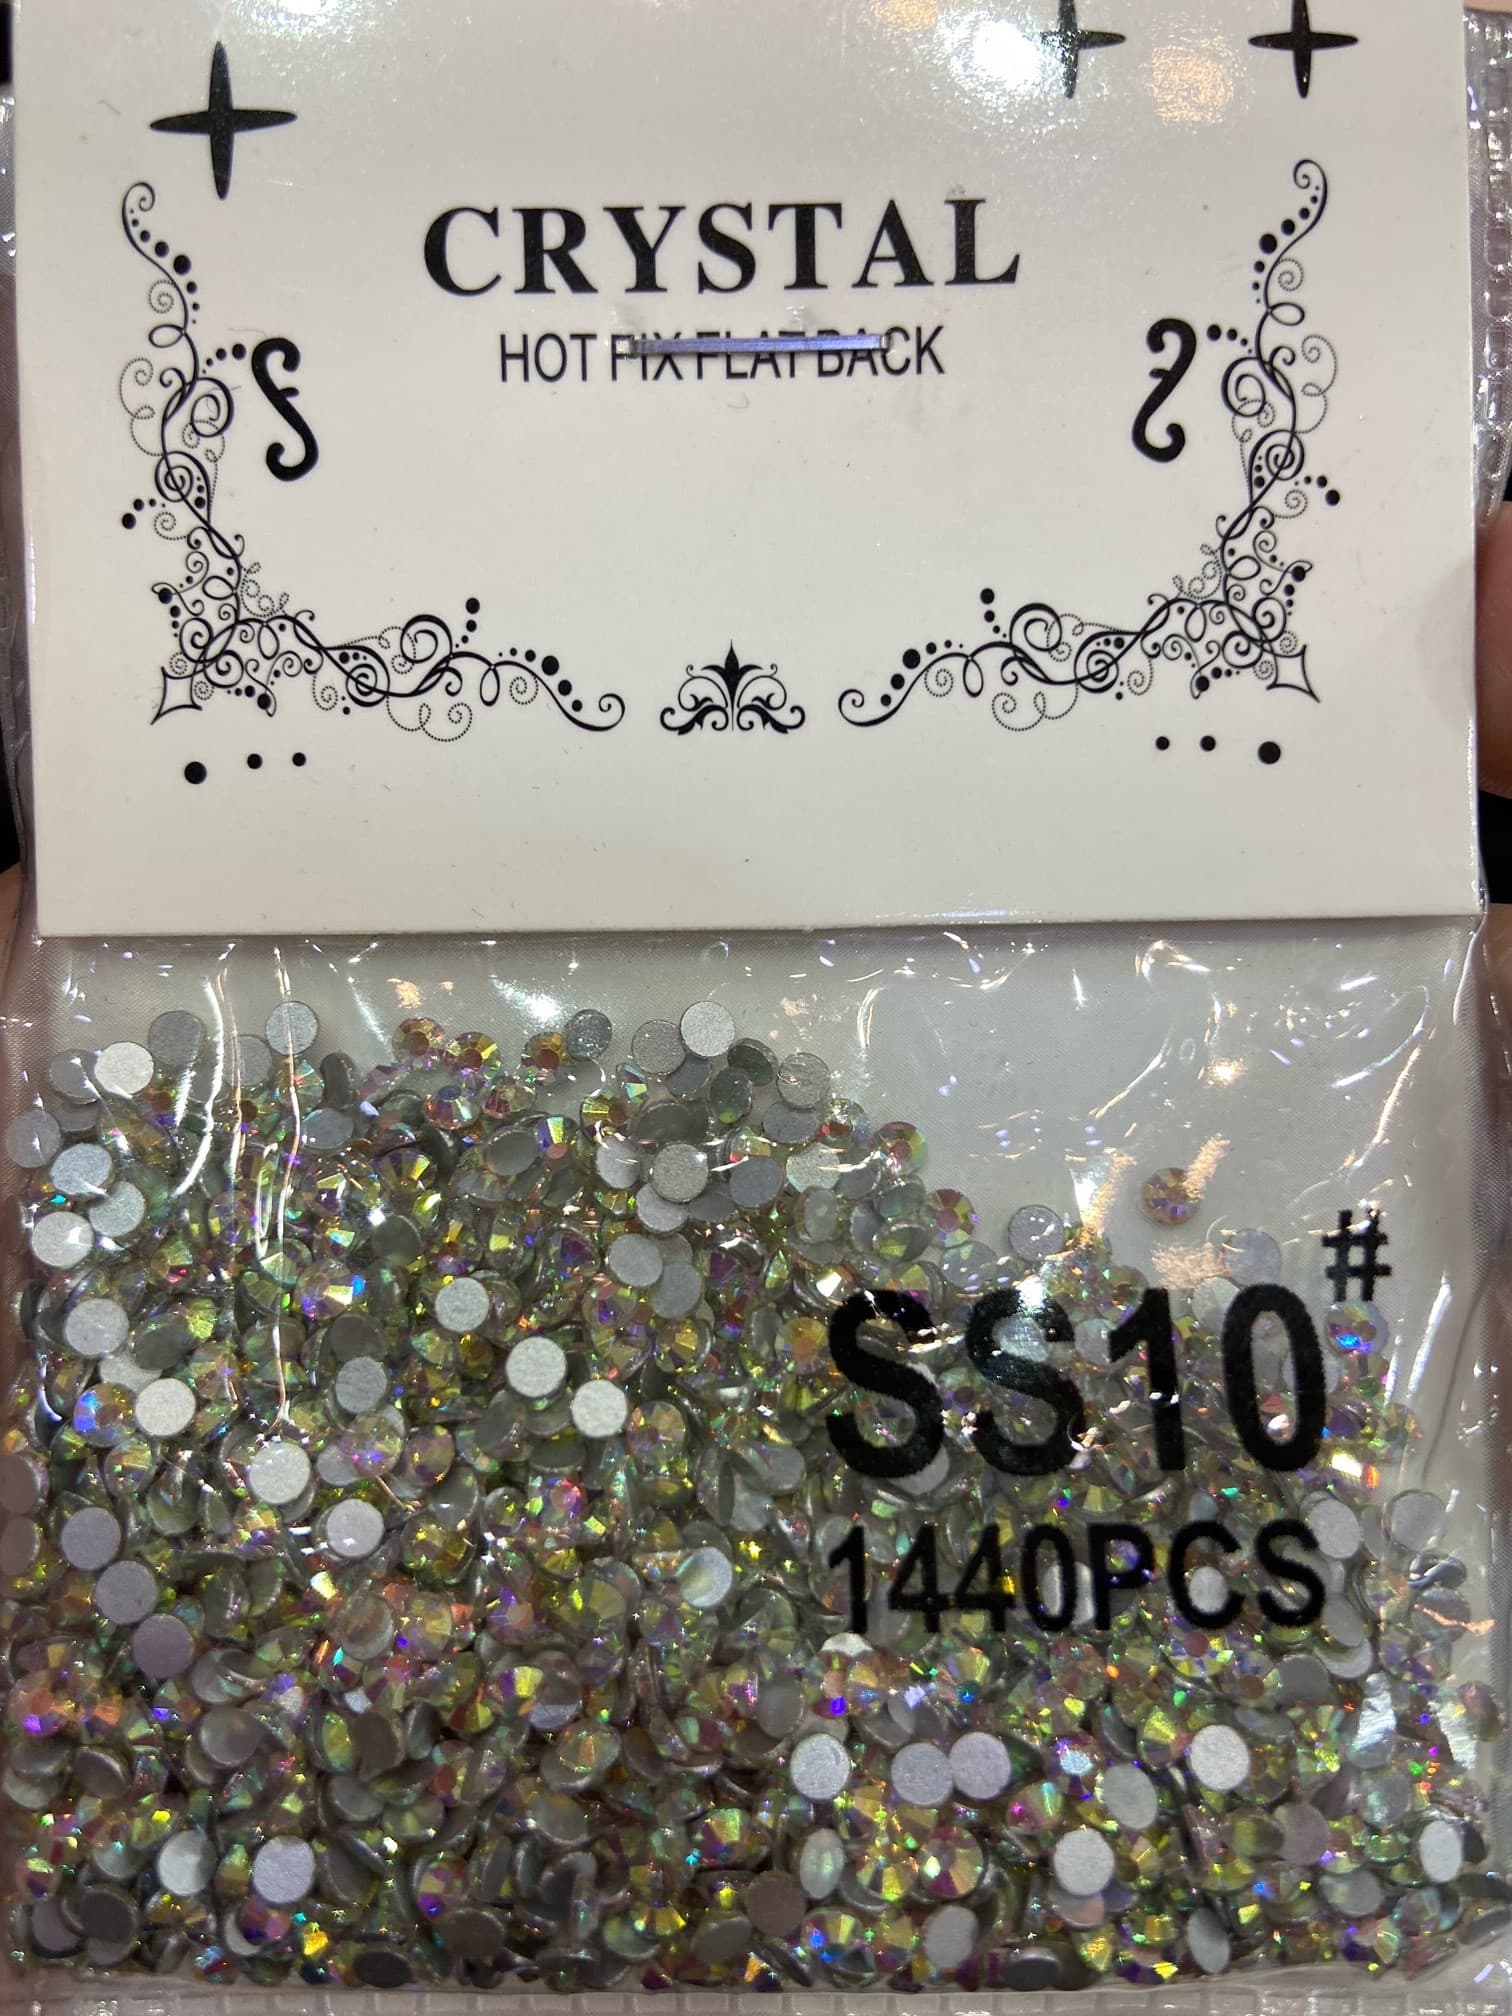 CRYSTAL
HOT FIX FLAT BACK
SS10#
1440PCS